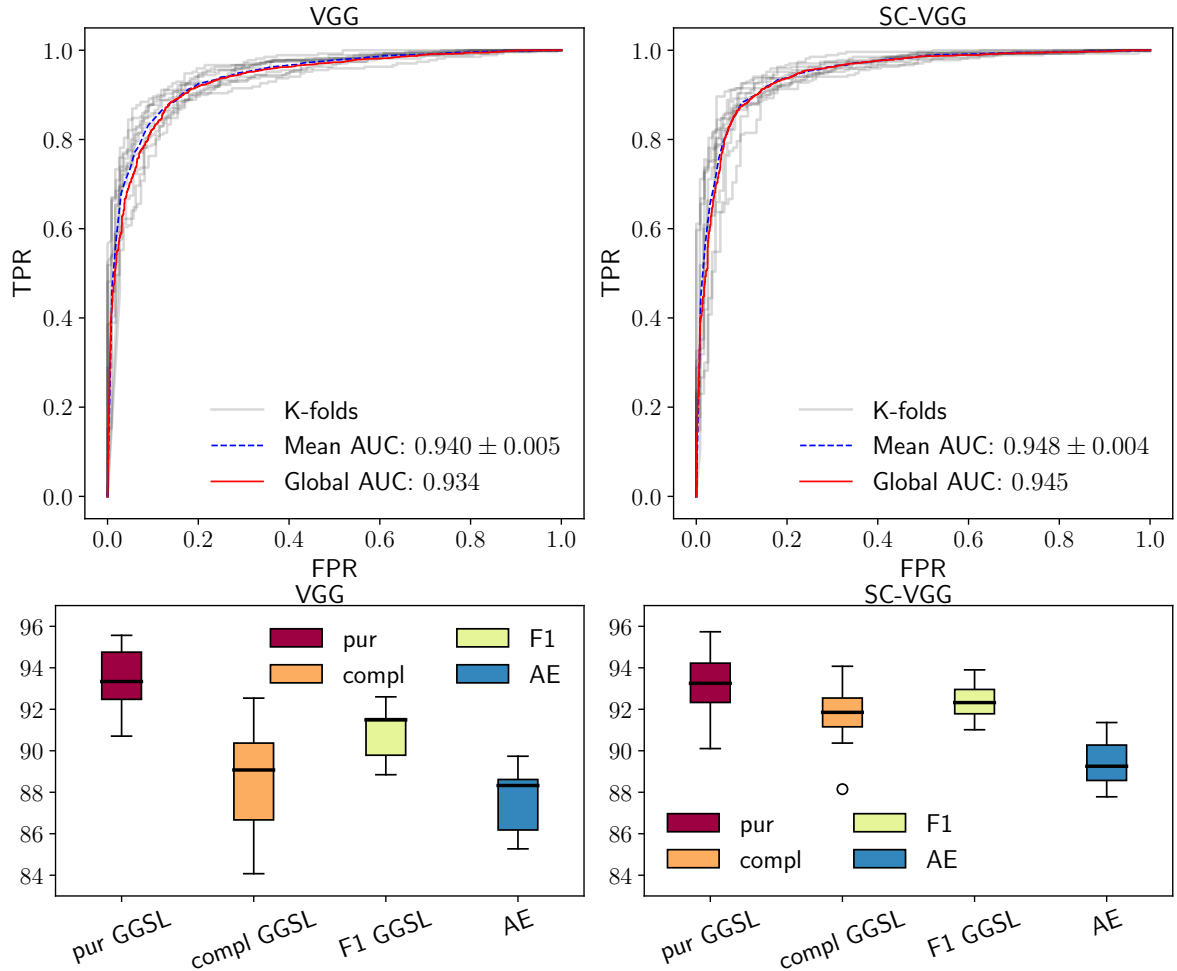 VGG
TPR
1.0
0.8
0.6
0.4
0.2
0.0
K-folds
Mean AUC: 0.940 ± 0.005
Global AUC: 0.934
0.0 0.2 0.4 0.6 0.8 1.0
FPR
SC-VGG
TPR
1.0
0.8
0.6
0.4
0.2
0.0
K-folds
Mean AUC: 0.948 ± 0.004
Global AUC: 0.945
0.0 0.2 0.4 0.6 0.8 1.0
FPR
VGG
96
94
92
90
88
86
84
pur F1
compl AE
pur GGSL compl GGSL F1 GGSL AE
SC-VGG
96
94
92
90
88
86
84
pur F1
compl AE
pur GGSL compl GGSL F1 GGSL AE